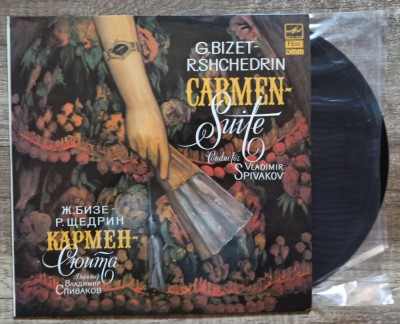 G.BIZET-
R.SHCHEDRIN
CARMEN-
Suite
Conductor
VLADIMIR
SPIVAKOV
Ж.БИЗЕ-
Р.ЩЕДРИН
КАРМЕН-
Сюита
Дирижер
ВЛАДИМИР
СПИВАКОВ